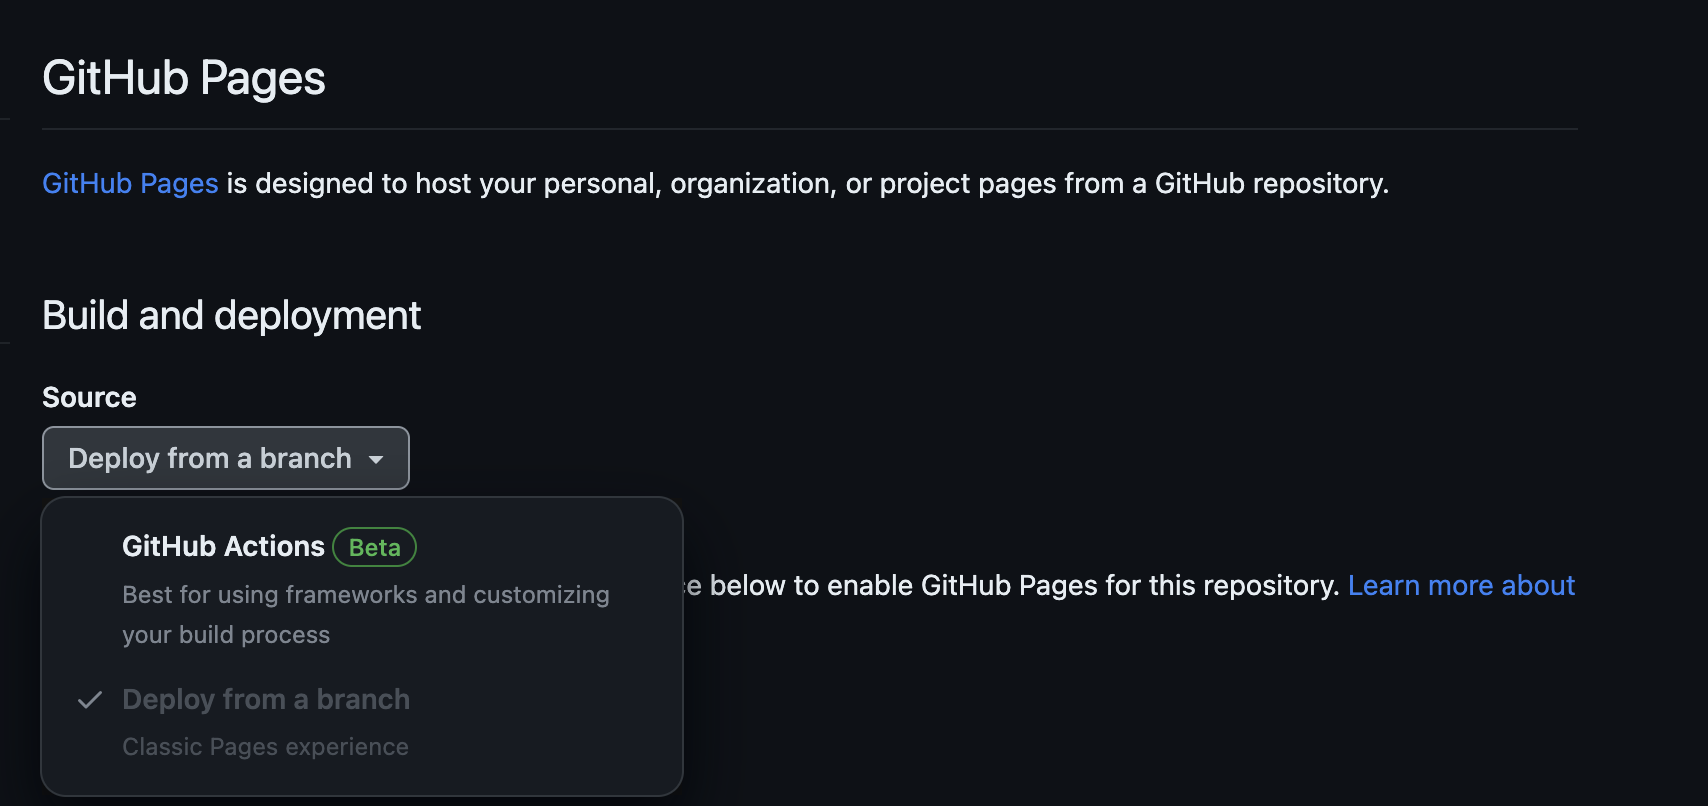 GitHub Pages
GitHub Pages is designed to host your personal, organization, or project pages from a GitHub repository.
Build and deployment
Source
Deploy from a branch
GitHub Actions Beta
Best for using frameworks and customizing
your build process
below to enable GitHub Pages for this repository. Learn more about
Deploy from a branch
Classic Pages experience